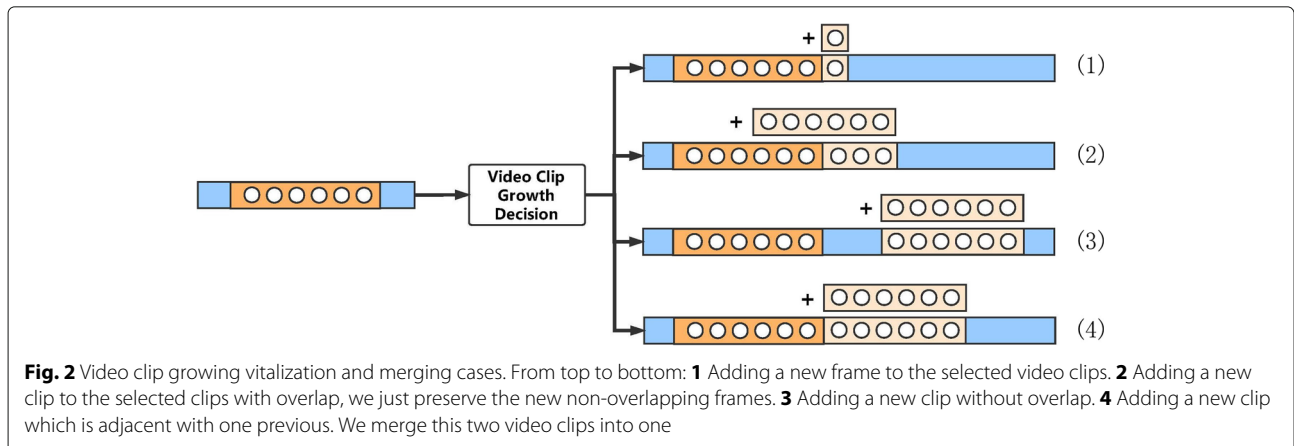 +
(1)
+
(2)
Video Clip
Growth
Decision
+
(3)
+
(4)
Fig. 2 Video clip growing vitalization and merging cases. From top to bottom: 1 Adding a new frame to the selected video clips. 2 Adding a new
clip to the selected clips with overlap, we just preserve the new non-overlapping frames. 3 Adding a new clip without overlap. 4 Adding a new clip
which is adjacent with one previous. We merge this two video clips into one